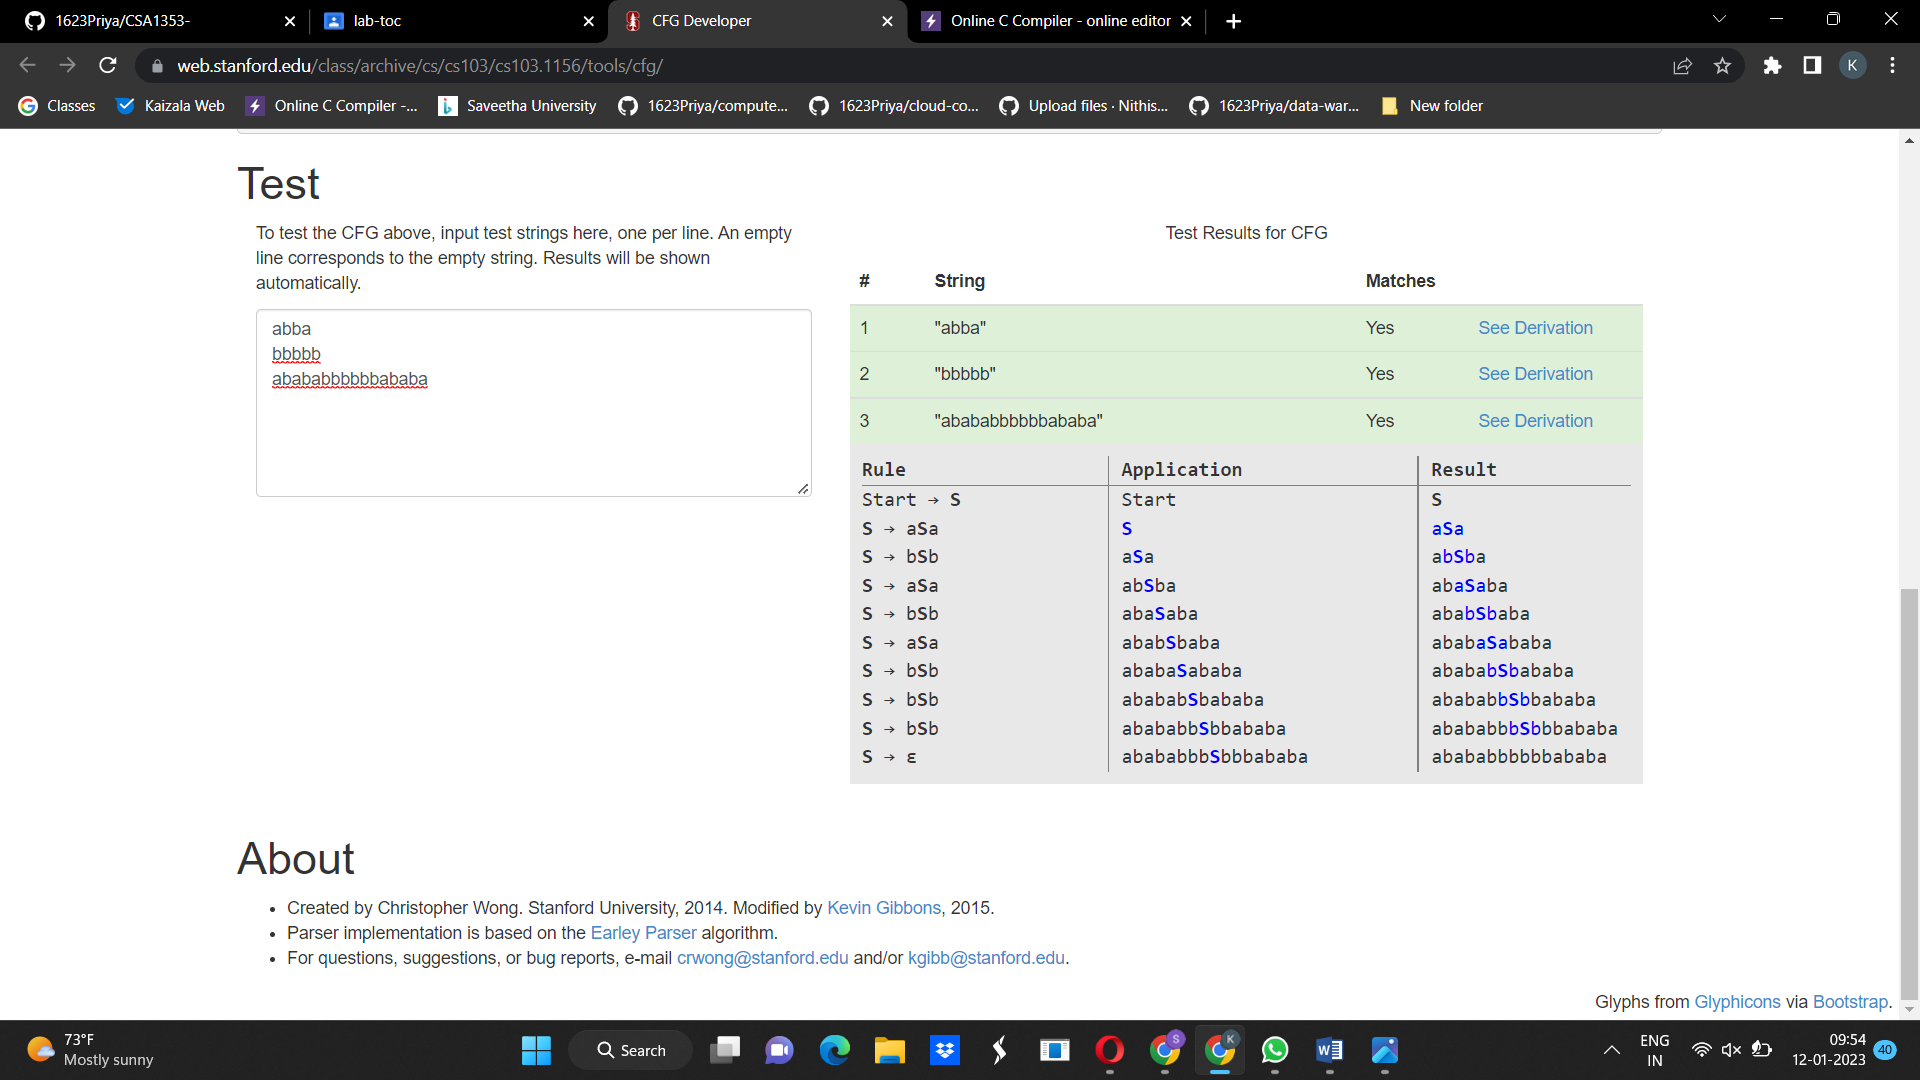 1623Priya/CSA1353-
lab-toc
CFG Developer
Online C Compiler - online editor
web.stanford.edu/class/archive/cs/cs103/cs103.1156/tools/cfg/
K
Classes
Kaizala Web
Online C Compiler -...
Saveetha University
1623Priya/compute...
1623Priya/cloud-co...
Upload files · Nithis...
1623Priya/data-war...
New folder
Test
To test the CFG above, input test strings here, one per line. An empty
line corresponds to the empty string. Results will be shown
automatically.
abba
bbbbb
abababbbbbbababa
Test Results for CFG
# String Matches
1 "abba" Yes See Derivation
2 "bbbbb" Yes See Derivation
3 "abababbbbbbababa" Yes See Derivation
Rule Application Result
Start → S Start S
S → aSa S aSa
S → bSb aSa abSba
S → aSa abSba abaSaba
S → bSb abaSaba ababSbaba
S → aSa ababSbaba ababaSababa
S → bSb ababaSababa abababSbababa
S → bSb abababSbababa abababbSbbababa
S → bSb abababbSbbababa abababbbSbbbababa
S → ε abababbbSbbbababa abababbbbbbababa
About
• Created by Christopher Wong. Stanford University, 2014. Modified by Kevin Gibbons, 2015.
• Parser implementation is based on the Earley Parser algorithm.
• For questions, suggestions, or bug reports, e-mail crwong@stanford.edu and/or kgibb@stanford.edu.
Glyphs from Glyphicons via Bootstrap.
73°F
Mostly sunny
Search
S
K
ENG
IN
09:54
12-01-2023
40